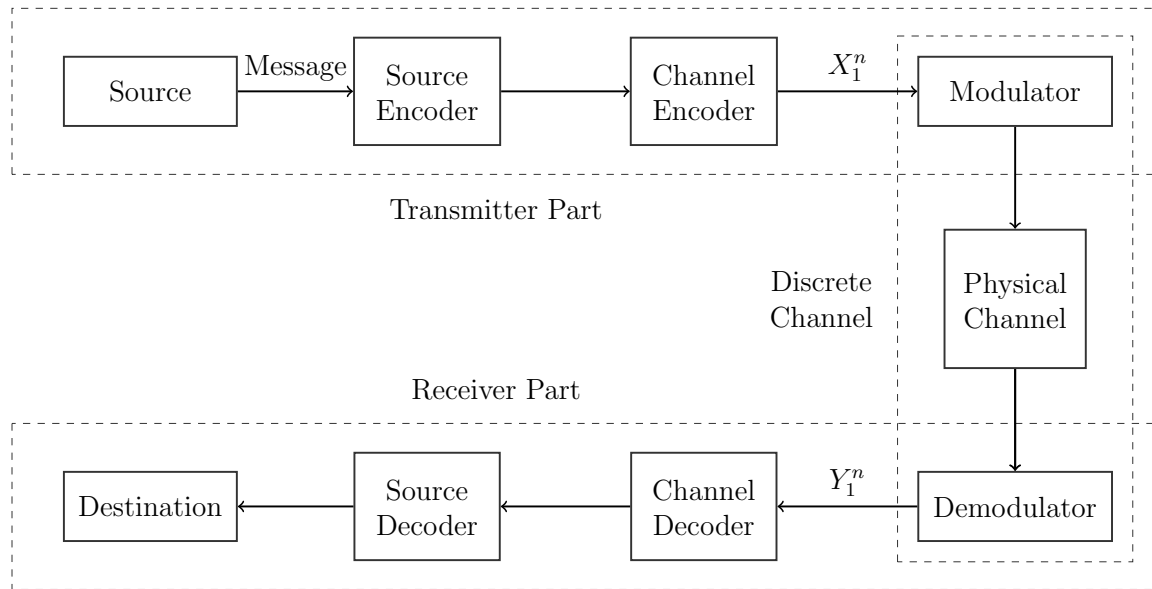 Source
Message
Source
Encoder
Channel
Encoder
$X_1^n$
Modulator
Transmitter Part
Discrete
Channel
Physical
Channel
Receiver Part
Destination
Source
Decoder
Channel
Decoder
$Y_1^n$
Demodulator